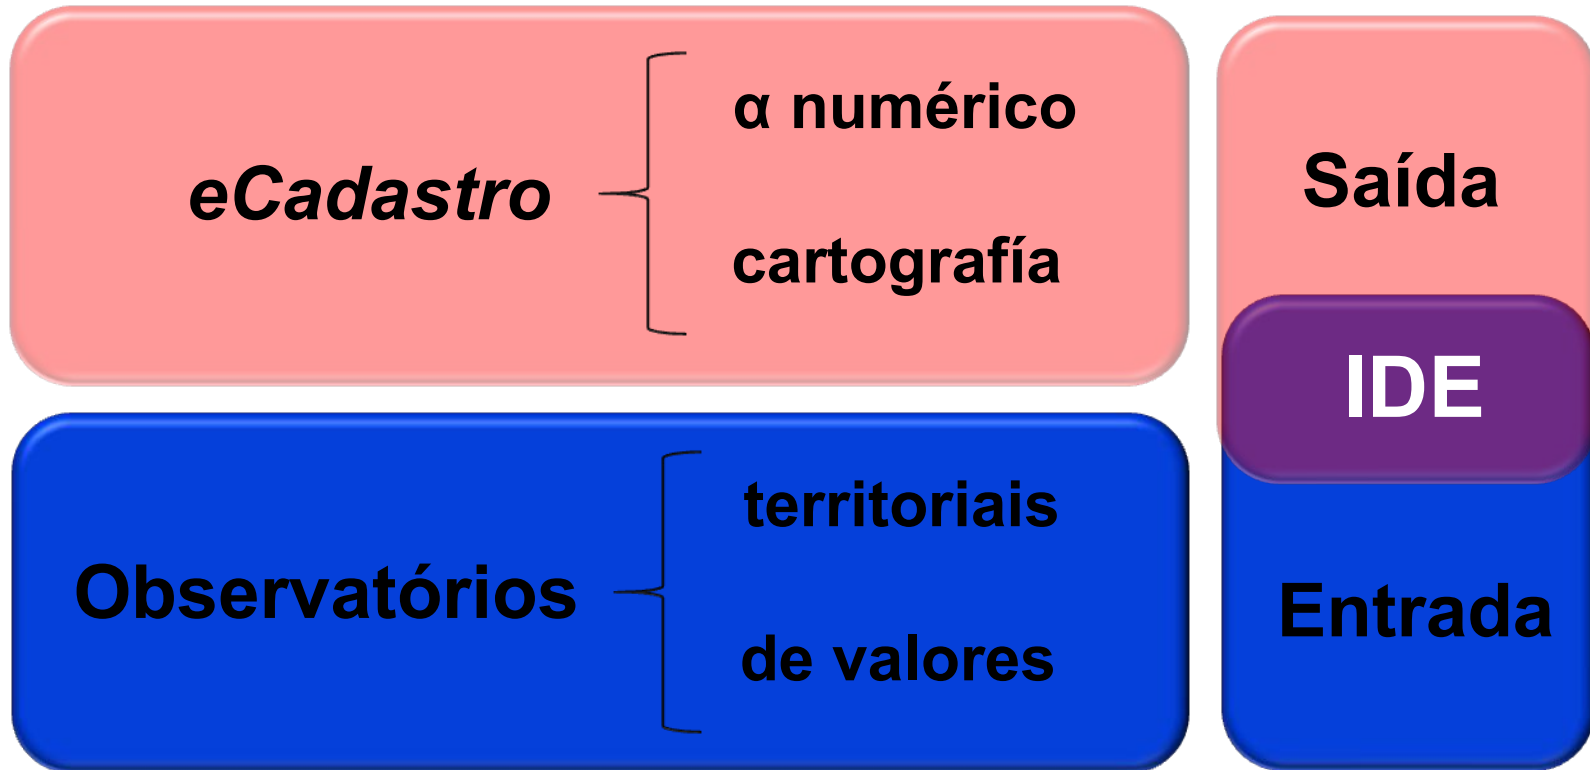 eCadastro
α numérico
cartografía
Saída
IDE
Observatórios
territoriais
de valores
Entrada